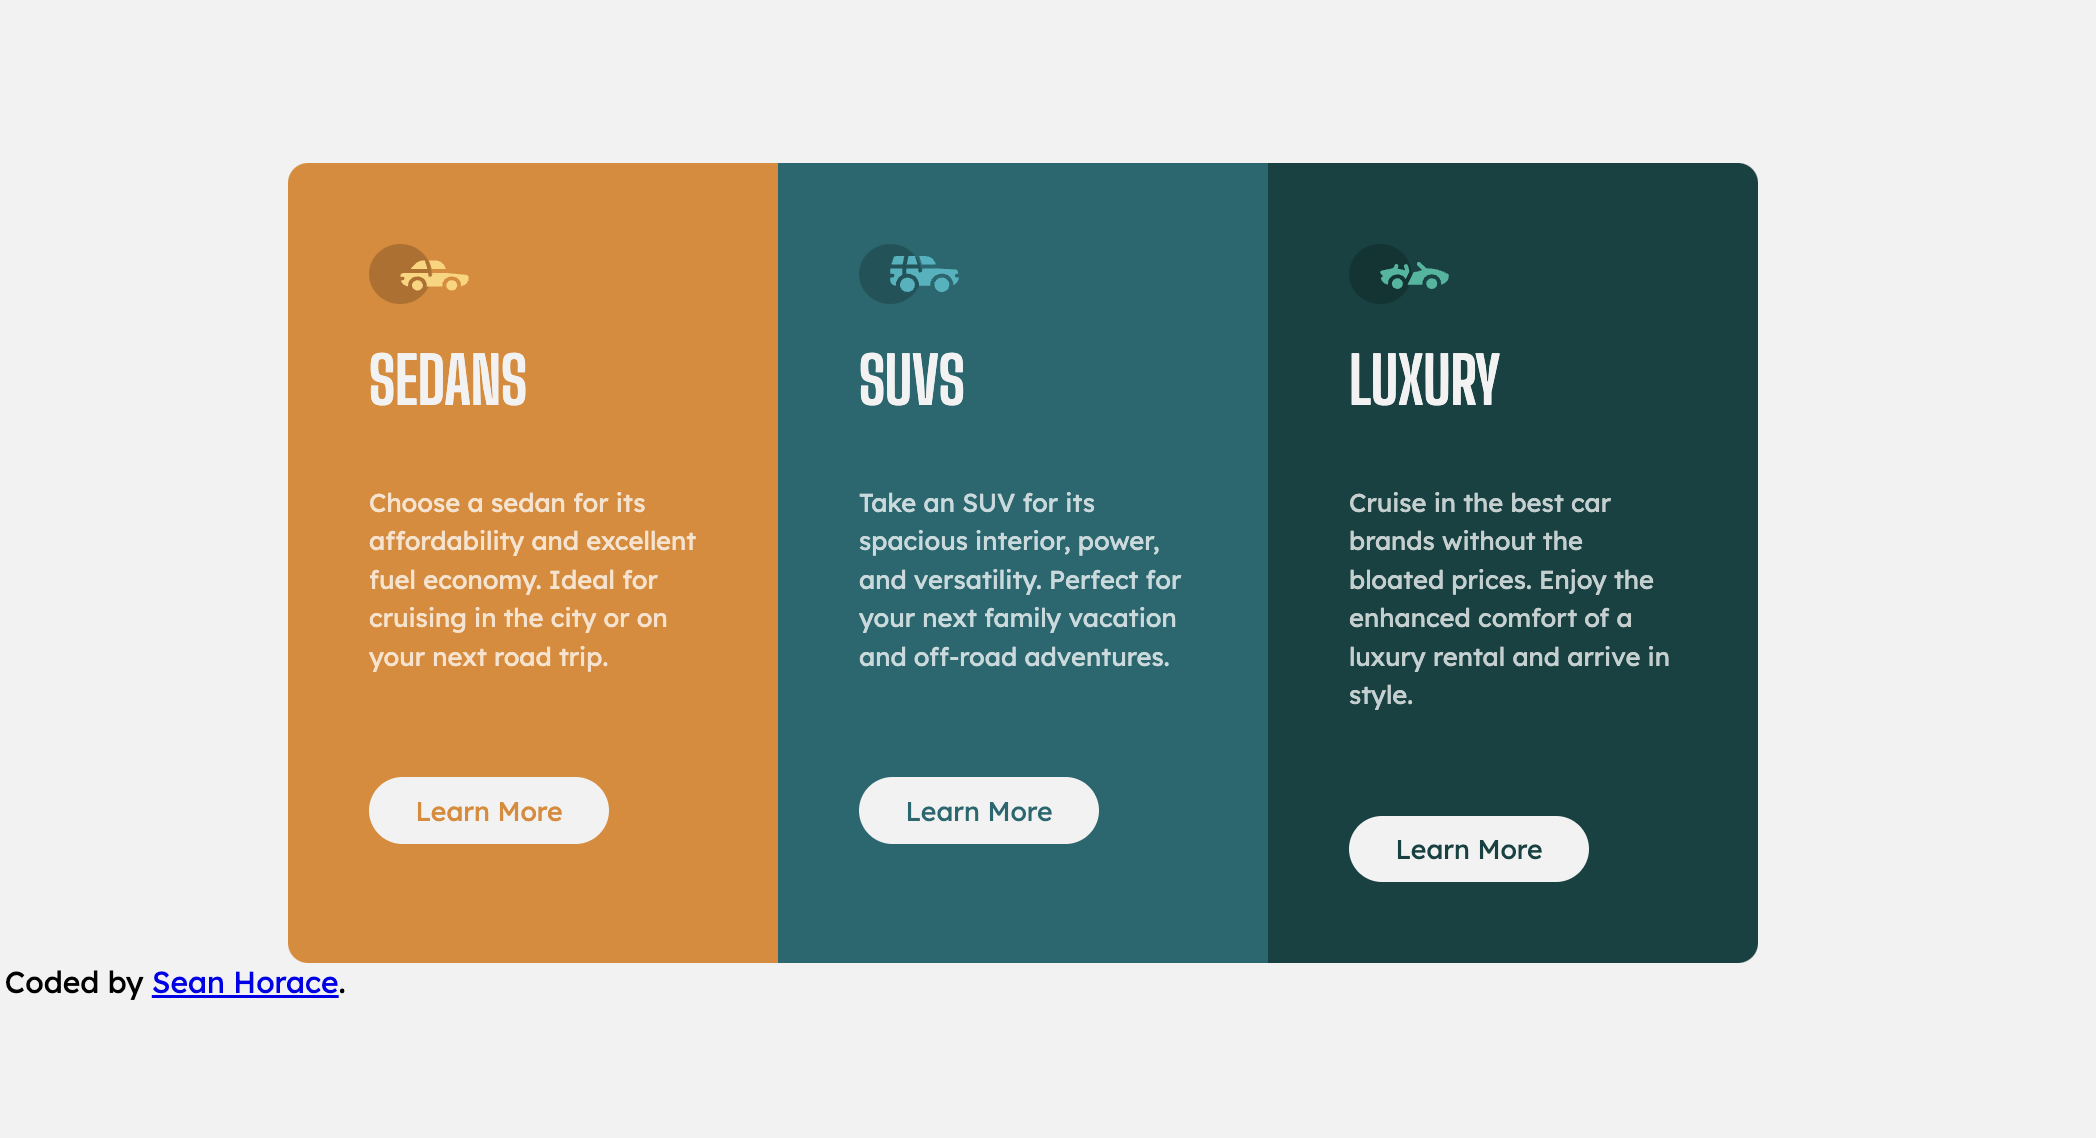 SEDANS
Choose a sedan for its
affordability and excellent
fuel economy. Ideal for
cruising in the city or on
your next road trip.
Learn More
SUVS
Take an SUV for its
spacious interior, power,
and versatility. Perfect for
your next family vacation
and off-road adventures.
Learn More
LUXURY
Cruise in the best car
brands without the
bloated prices. Enjoy the
enhanced comfort of a
luxury rental and arrive in
style.
Learn More
Coded by Sean Horace.